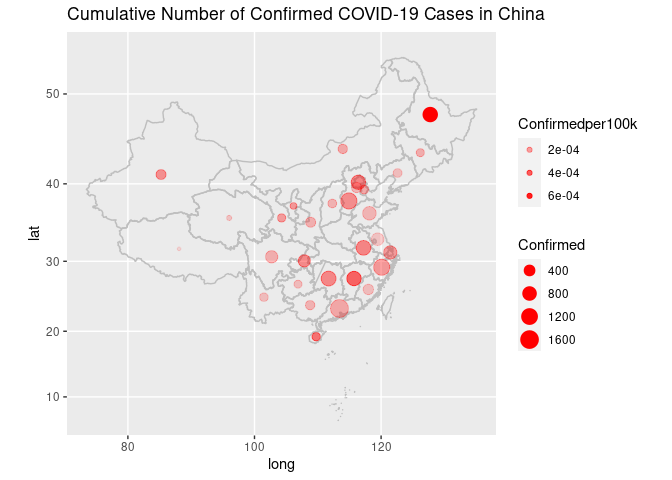 Cumulative Number of Confirmed COVID-19 Cases in China
lat
50
40
30
20
10
80
100
120
long
Confirmedper100k
2e-04
4e-04
6e-04
Confirmed
400
800
1200
1600